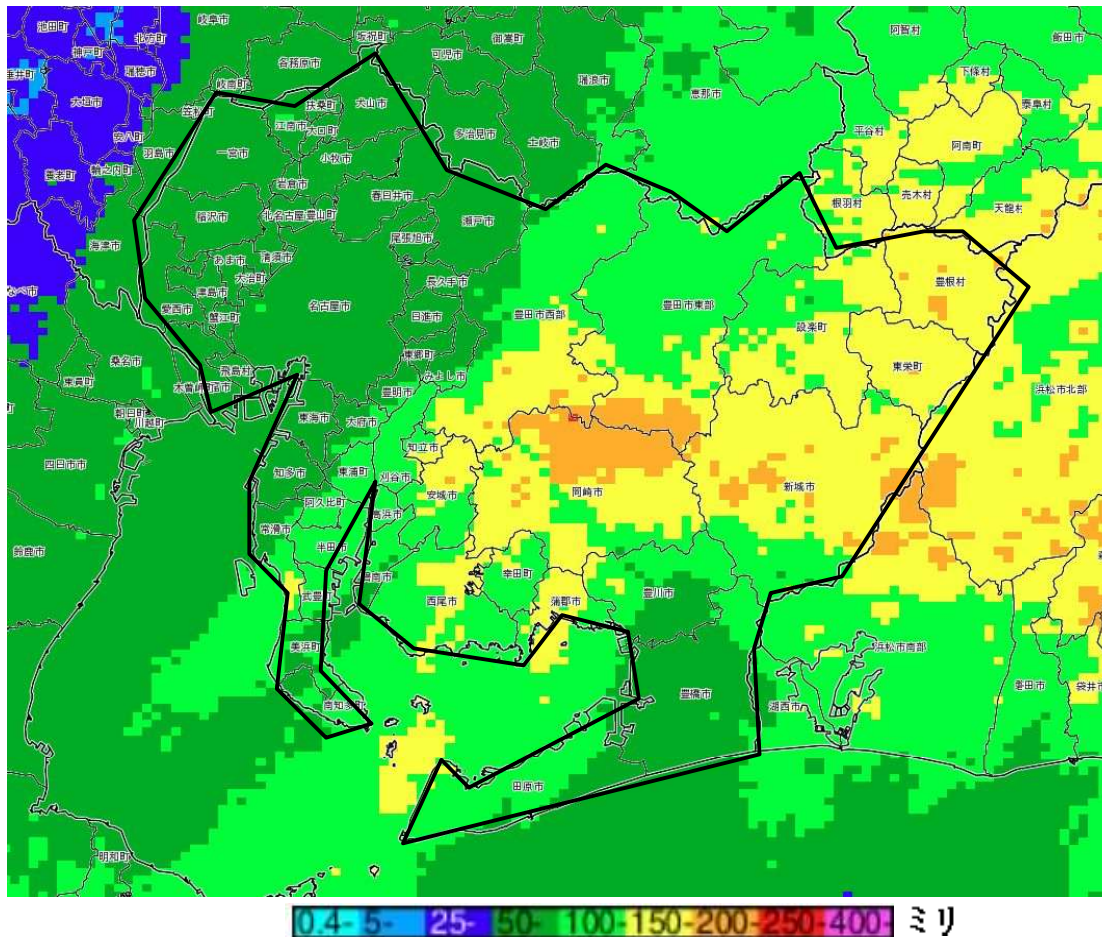 岐阜市
坂祝町
御嵩町
阿智村
飯田市
池田町
北方町
可児市
神戸町
各務原市
下條村
垂井町
瑞穂市
岐南町
瑞浪市
恵那市
泰阜村
大垣市
笠松町
扶桑町
犬山市
安八町
江南市
大口町
多治見市
土岐市
平谷村
阿南町
羽島市
一宮市
小牧市
養老町
輪之内町
岩倉市
春日井市
売木村
根羽村
天龍村
稲沢市
北名古屋市
豊山町
瀬戸市
海津市
尾張旭市
あま市
清須市
豊根村
大治町
長久手市
津島市
愛西市
名古屋市
豊田市西部
豊田市東部
蟹江町
日進市
設楽町
桑名市
東郷町
東栄町
東員町
飛島村
みよし市
木曽岬町
豊明市
浜松市北部
朝日町
川越町
東海市
大府市
知立市
四日市市
知多市
東浦町
刈谷市
安城市
岡崎市
新城市
阿久比町
高浜市
常滑市
鈴鹿市
半田市
碧南市
幸田町
武豊町
西尾市
蒲郡市
豊川市
美浜町
浜松市南部
磐田市
袋井市
豊橋市
湖西市
南知多町
田原市
明和町
0.4- 5- 25- 50- 100- 150- 200- 250- 400- ミリ